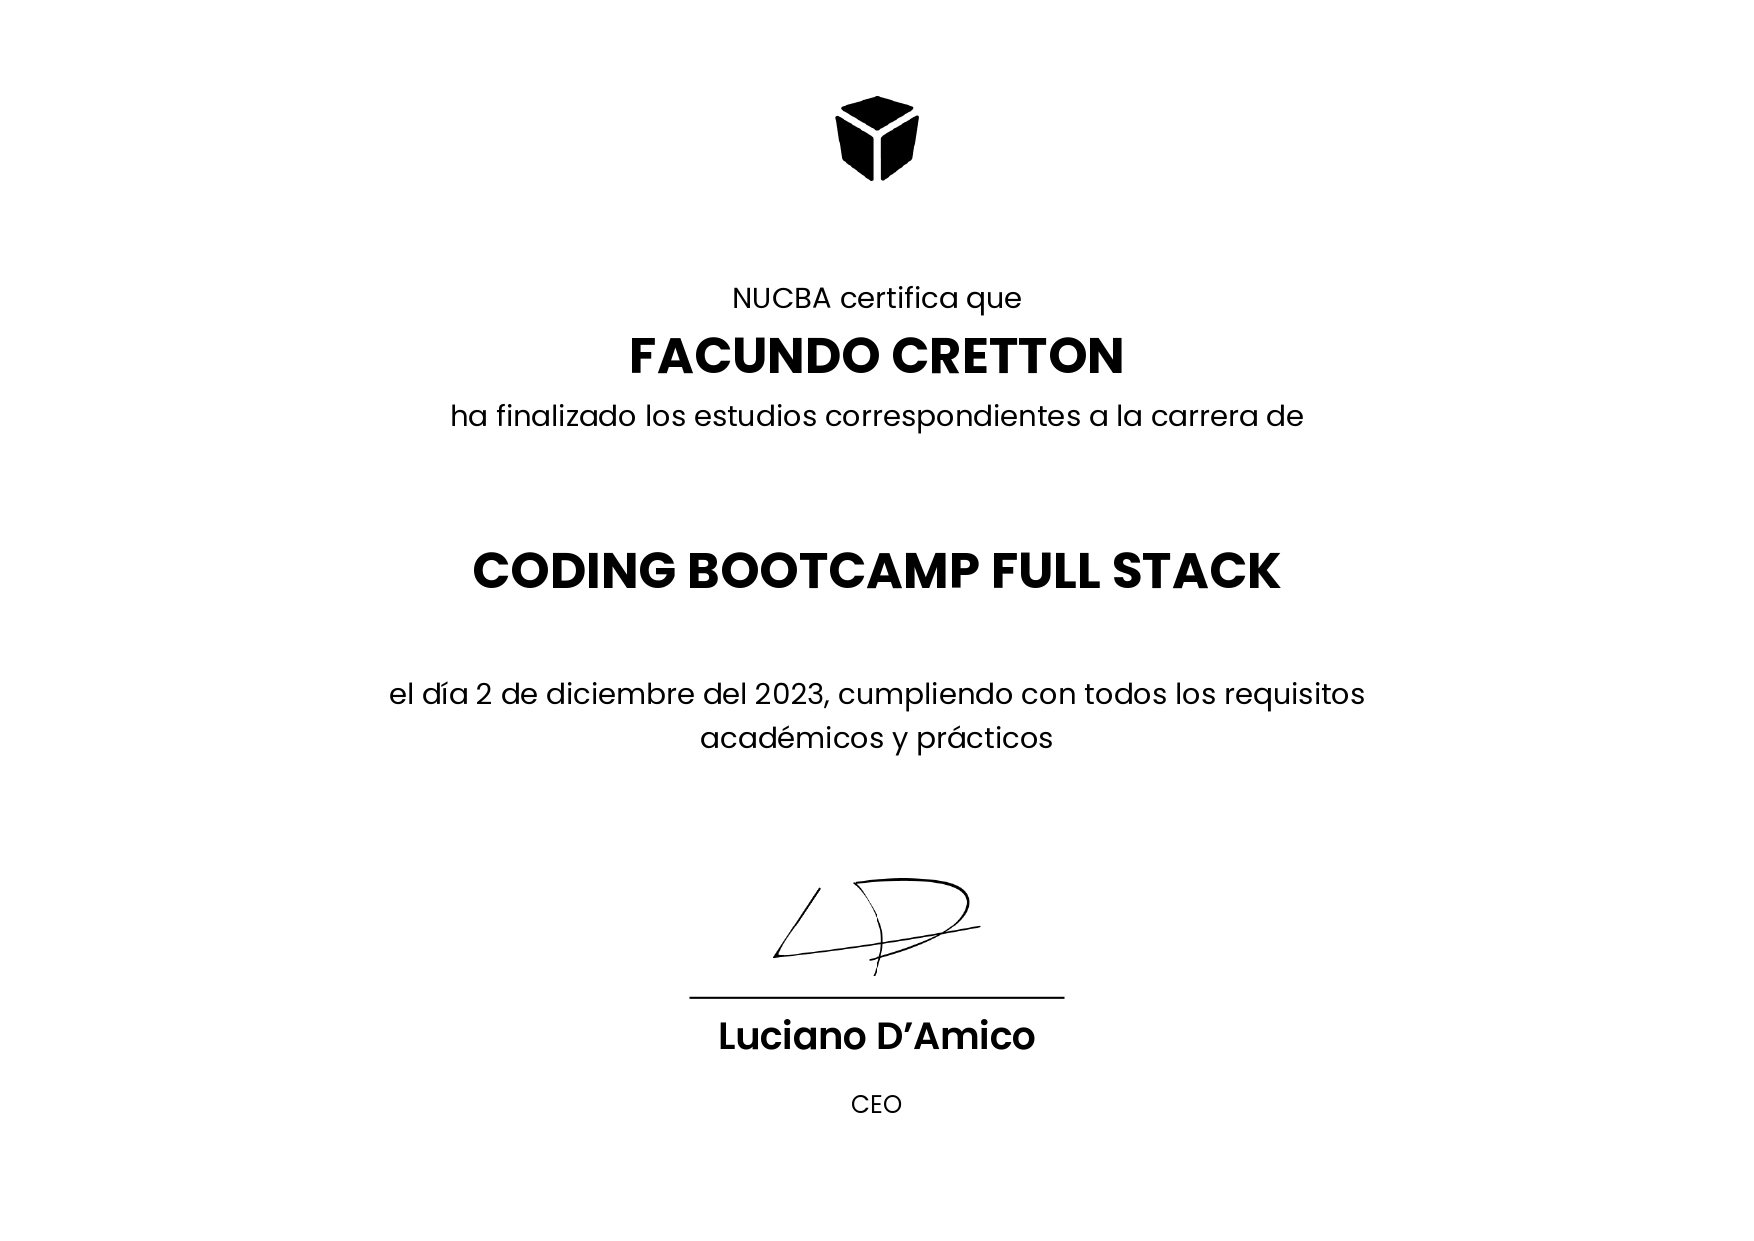 NUCBA certifica que
FACUNDO CRETTON
ha finalizado los estudios correspondientes a la carrera de
CODING BOOTCAMP FULL STACK
el día 2 de diciembre del 2023, cumpliendo con todos los requisitos
académicos y prácticos
Luciano D’Amico
CEO